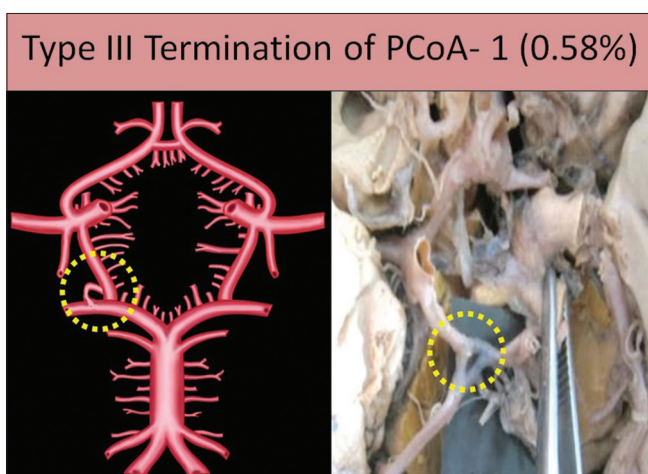 Type III Termination of PCoA- 1 (0.58%)